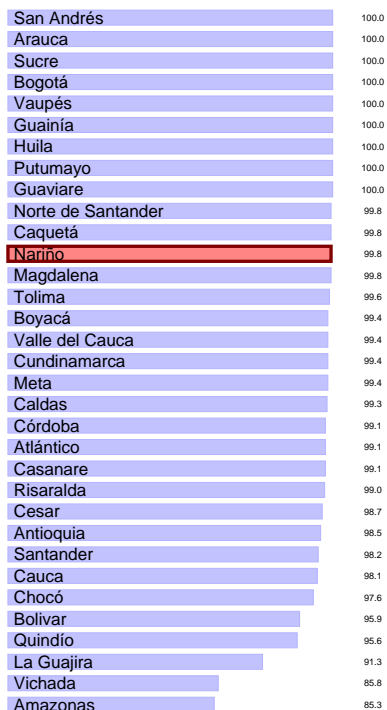 San Andrés 100.0
Arauca 100.0
Sucre 100.0
Bogotá 100.0
Vaupés 100.0
Guainía 100.0
Huila 100.0
Putumayo 100.0
Guaviare 100.0
Norte de Santander 99.8
Caquetá 99.8
Nariño 99.8
Magdalena 99.8
Tolima 99.6
Boyacá 99.4
Valle del Cauca 99.4
Cundinamarca 99.4
Meta 99.4
Caldas 99.3
Córdoba 99.1
Atlántico 99.1
Casanare 99.1
Risaralda 99.0
Cesar 98.7
Antioquia 98.5
Santander 98.2
Cauca 98.1
Chocó 97.6
Bolivar 95.9
Quindío 95.6
La Guajira 91.3
Vichada 85.8
Amazonas 85.3